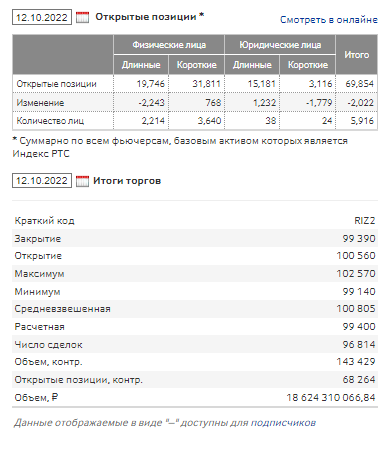 12.10.2022 Открытые позиции * Смотреть в онлайне
Физические лица Юридические лица Итого
Длинные Короткие Длинные Короткие
Открытые позиции 19,746 31,811 15,181 3,116 69,854
Изменение -2,243 768 1,232 -1,779 -2,022
Количество лиц 2,214 3,640 38 24 5,916
* Суммарно по всем фьючерсам, базовым активом которых является
Индекс РТС
12.10.2022 Итоги торгов
Краткий код RIZ2
Закрытие 99 390
Открытие 100 560
Максимум 102 570
Минимум 99 140
Средневзвешенная 100 805
Расчетная 99 400
Число сделок 96 814
Объем, контр. 143 429
Открытые позиции, контр. 68 264
Объем, ₽ 18 624 310 066,84
Данные отображаемые в виде "–" доступны для подписчиков